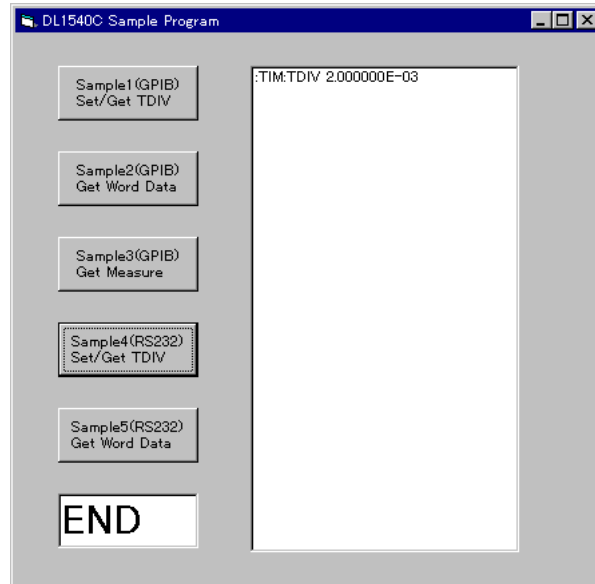 DL1540C Sample Program
Sample1(GPIB)
Set/Get TDIV
Sample2(GPIB)
Get Word Data
Sample3(GPIB)
Get Measure
Sample4(RS232)
Set/Get TDIV
Sample5(RS232)
Get Word Data
END
:TIM:TDIV 2.000000E-03